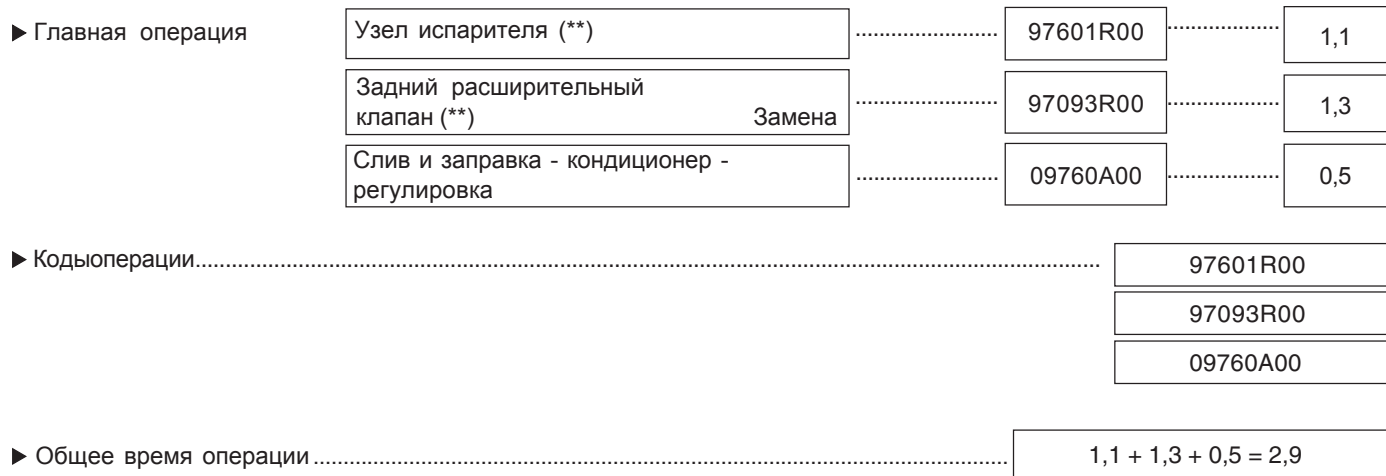 ▶ Главная операция Узел испарителя (**) ........................ 97601R00 ................... 1,1
Задний расширительный
клапан (**) Замена ........................ 97093R00 ................... 1,3
Слив и заправка - кондиционер -
регулировка ........................ 09760A00 ................... 0,5
▶ Кодыоперации........................................................ 97601R00
97093R00
09760A00
▶ Общее время операции ........................................................ 1,1 + 1,3 + 0,5 = 2,9